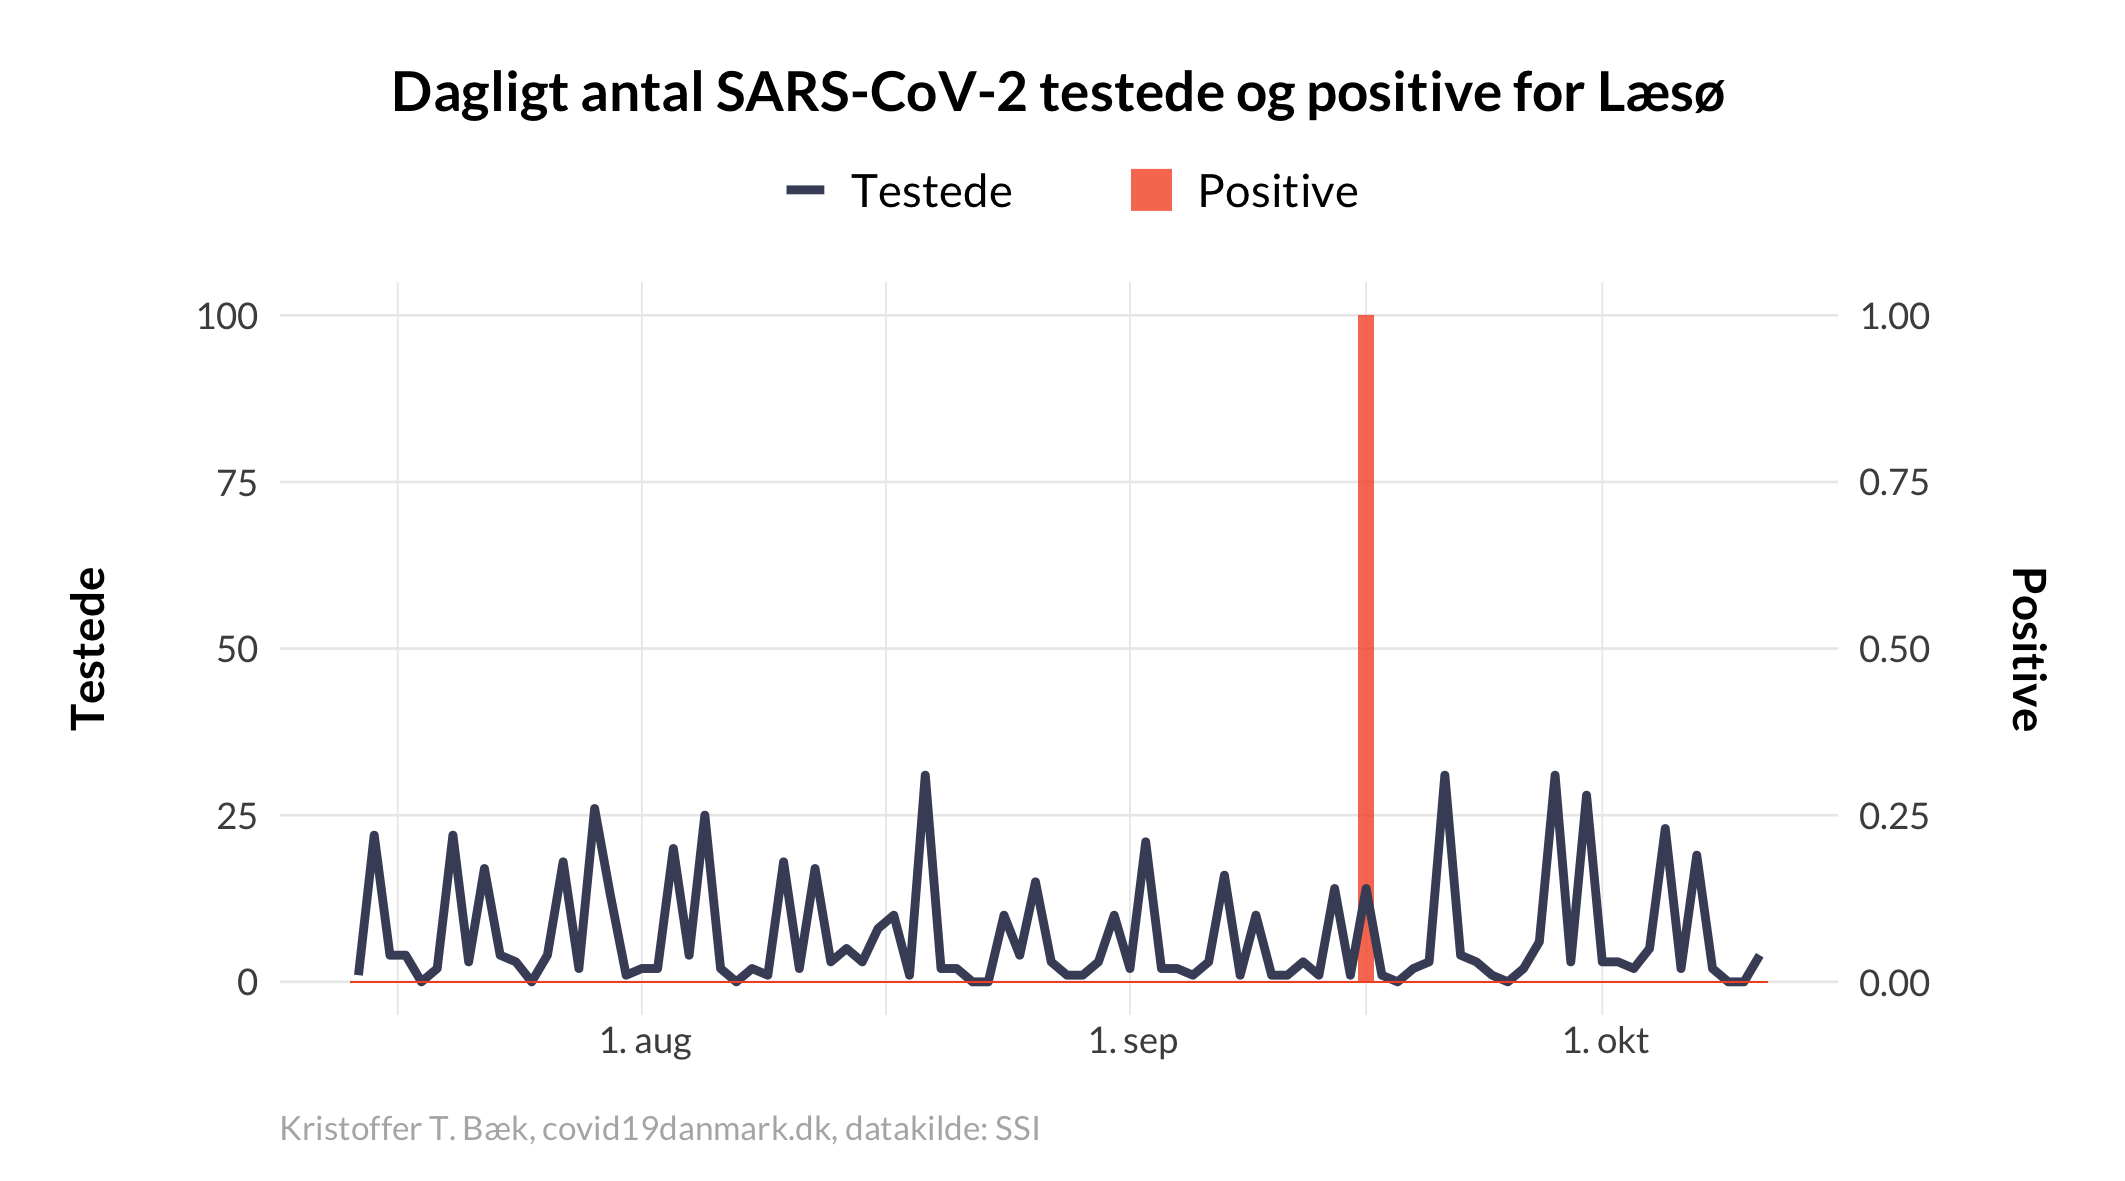 Dagligt antal SARS-CoV-2 testede og positive for Læsø
Testede
Positive
100
75
50
25
0
1.00
0.75
0.50
0.25
0.00
Testede
Positive
1. aug
1. sep
1. okt
Kristoffer T. Bæk, covid19danmark.dk, datakilde: SSI